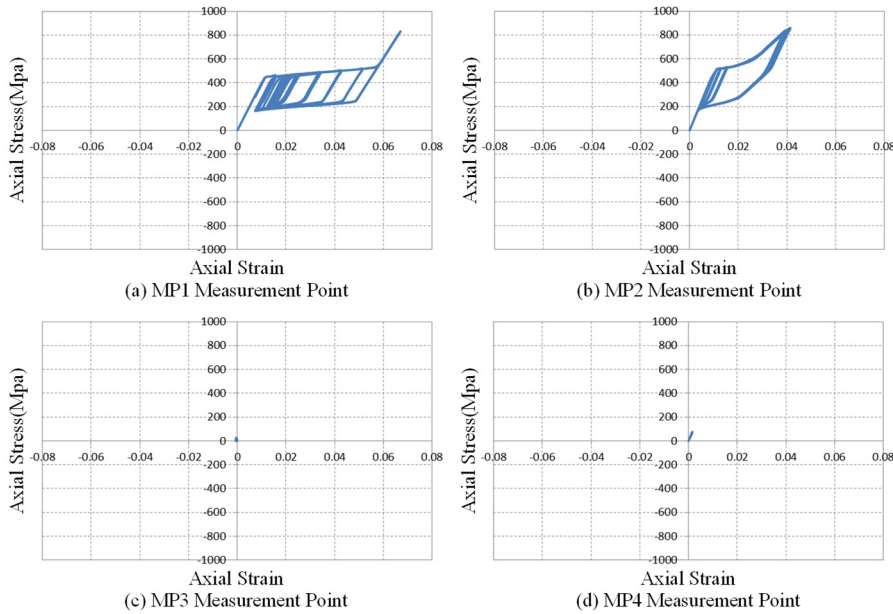 1000
800
600
400
200
0
-200
-400
-600
-800
-1000
-0.08 -0.06 -0.04 -0.02 0 0.02 0.04 0.06 0.08
Axial Stress(Mpa)
Axial Strain
(a) MP1 Measurement Point
1000
800
600
400
200
0
-200
-400
-600
-800
-1000
-0.08 -0.06 -0.04 -0.02 0 0.02 0.04 0.06 0.08
Axial Stress(Mpa)
Axial Strain
(b) MP2 Measurement Point
1000
800
600
400
200
0
-200
-400
-600
-800
-1000
-0.08 -0.06 -0.04 -0.02 0 0.02 0.04 0.06 0.08
Axial Stress(Mpa)
Axial Strain
(c) MP3 Measurement Point
1000
800
600
400
200
0
-200
-400
-600
-800
-1000
-0.08 -0.06 -0.04 -0.02 0 0.02 0.04 0.06 0.08
Axial Stress(Mpa)
Axial Strain
(d) MP4 Measurement Point